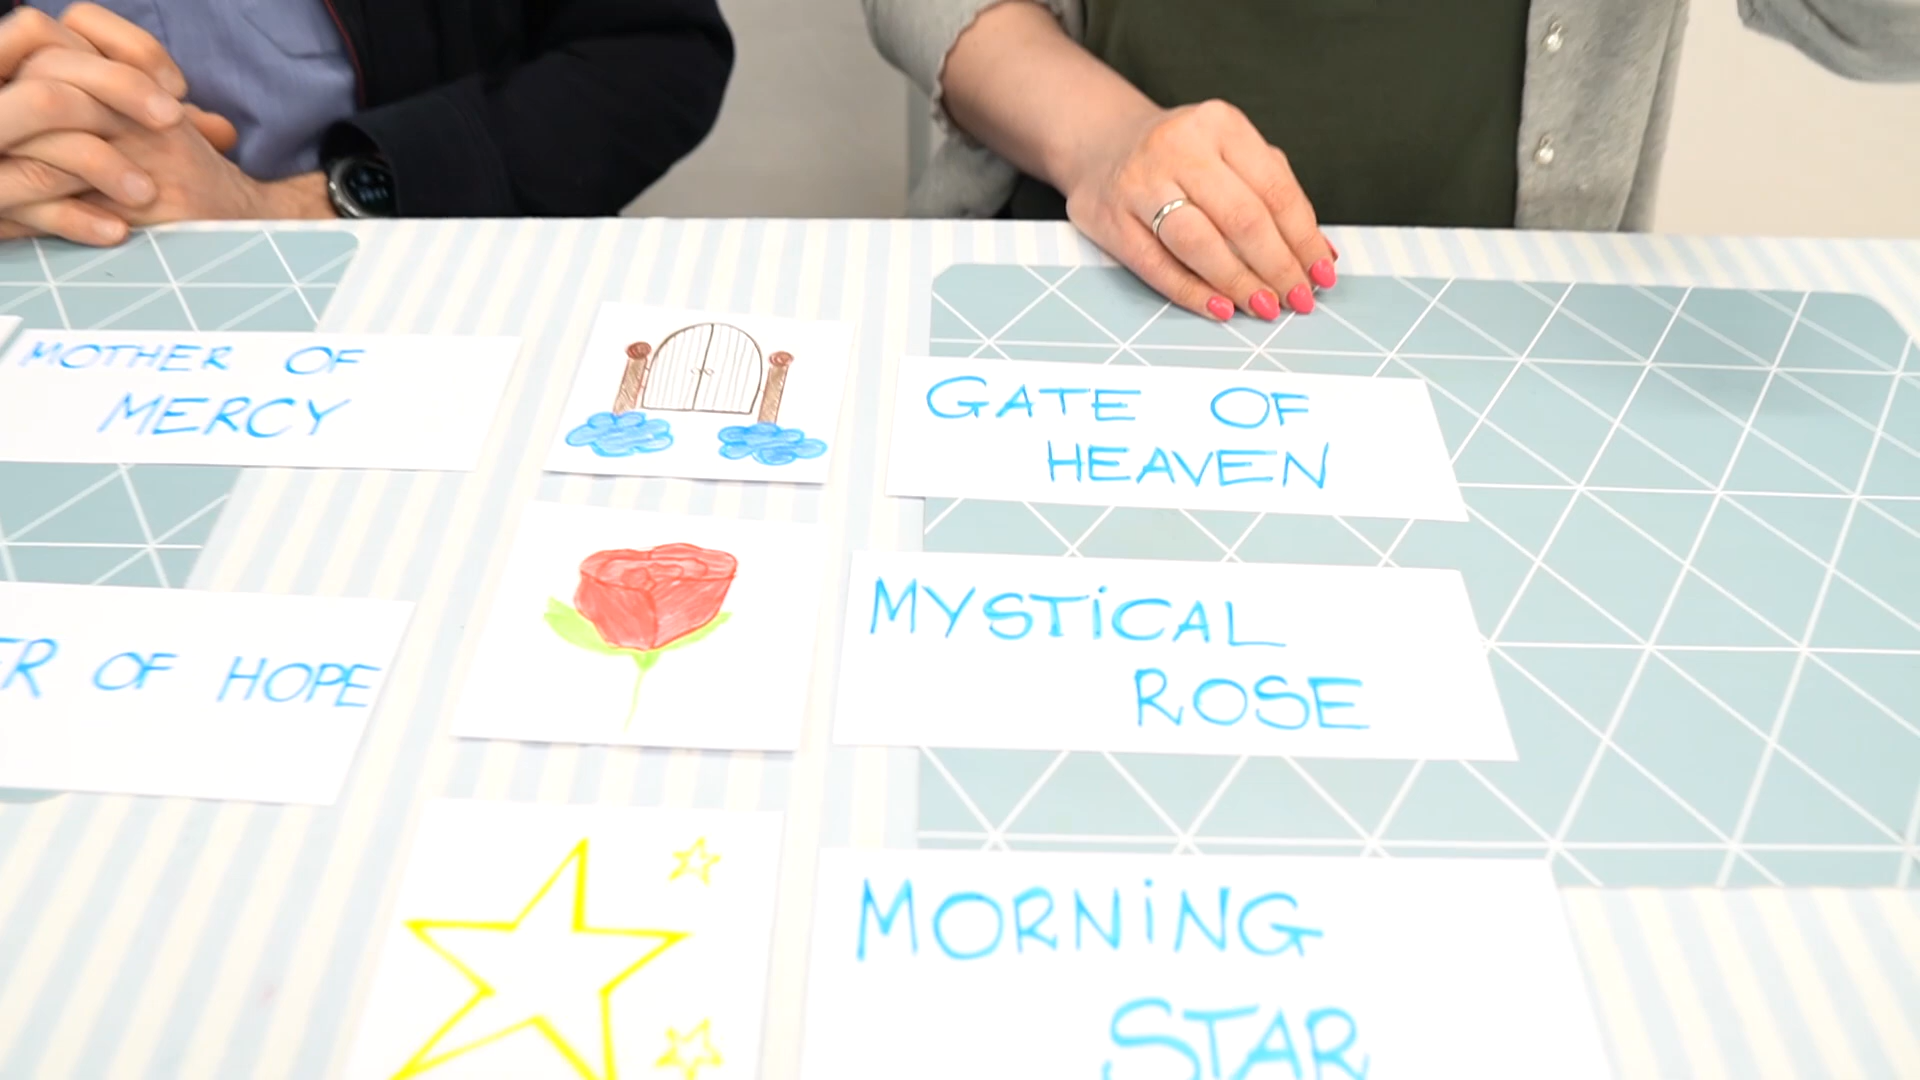 MOTHER OF
MERCY
OF HOPE
GATE OF
HEAVEN
MYSTiCAL
ROSE
MORNiNG
STAR